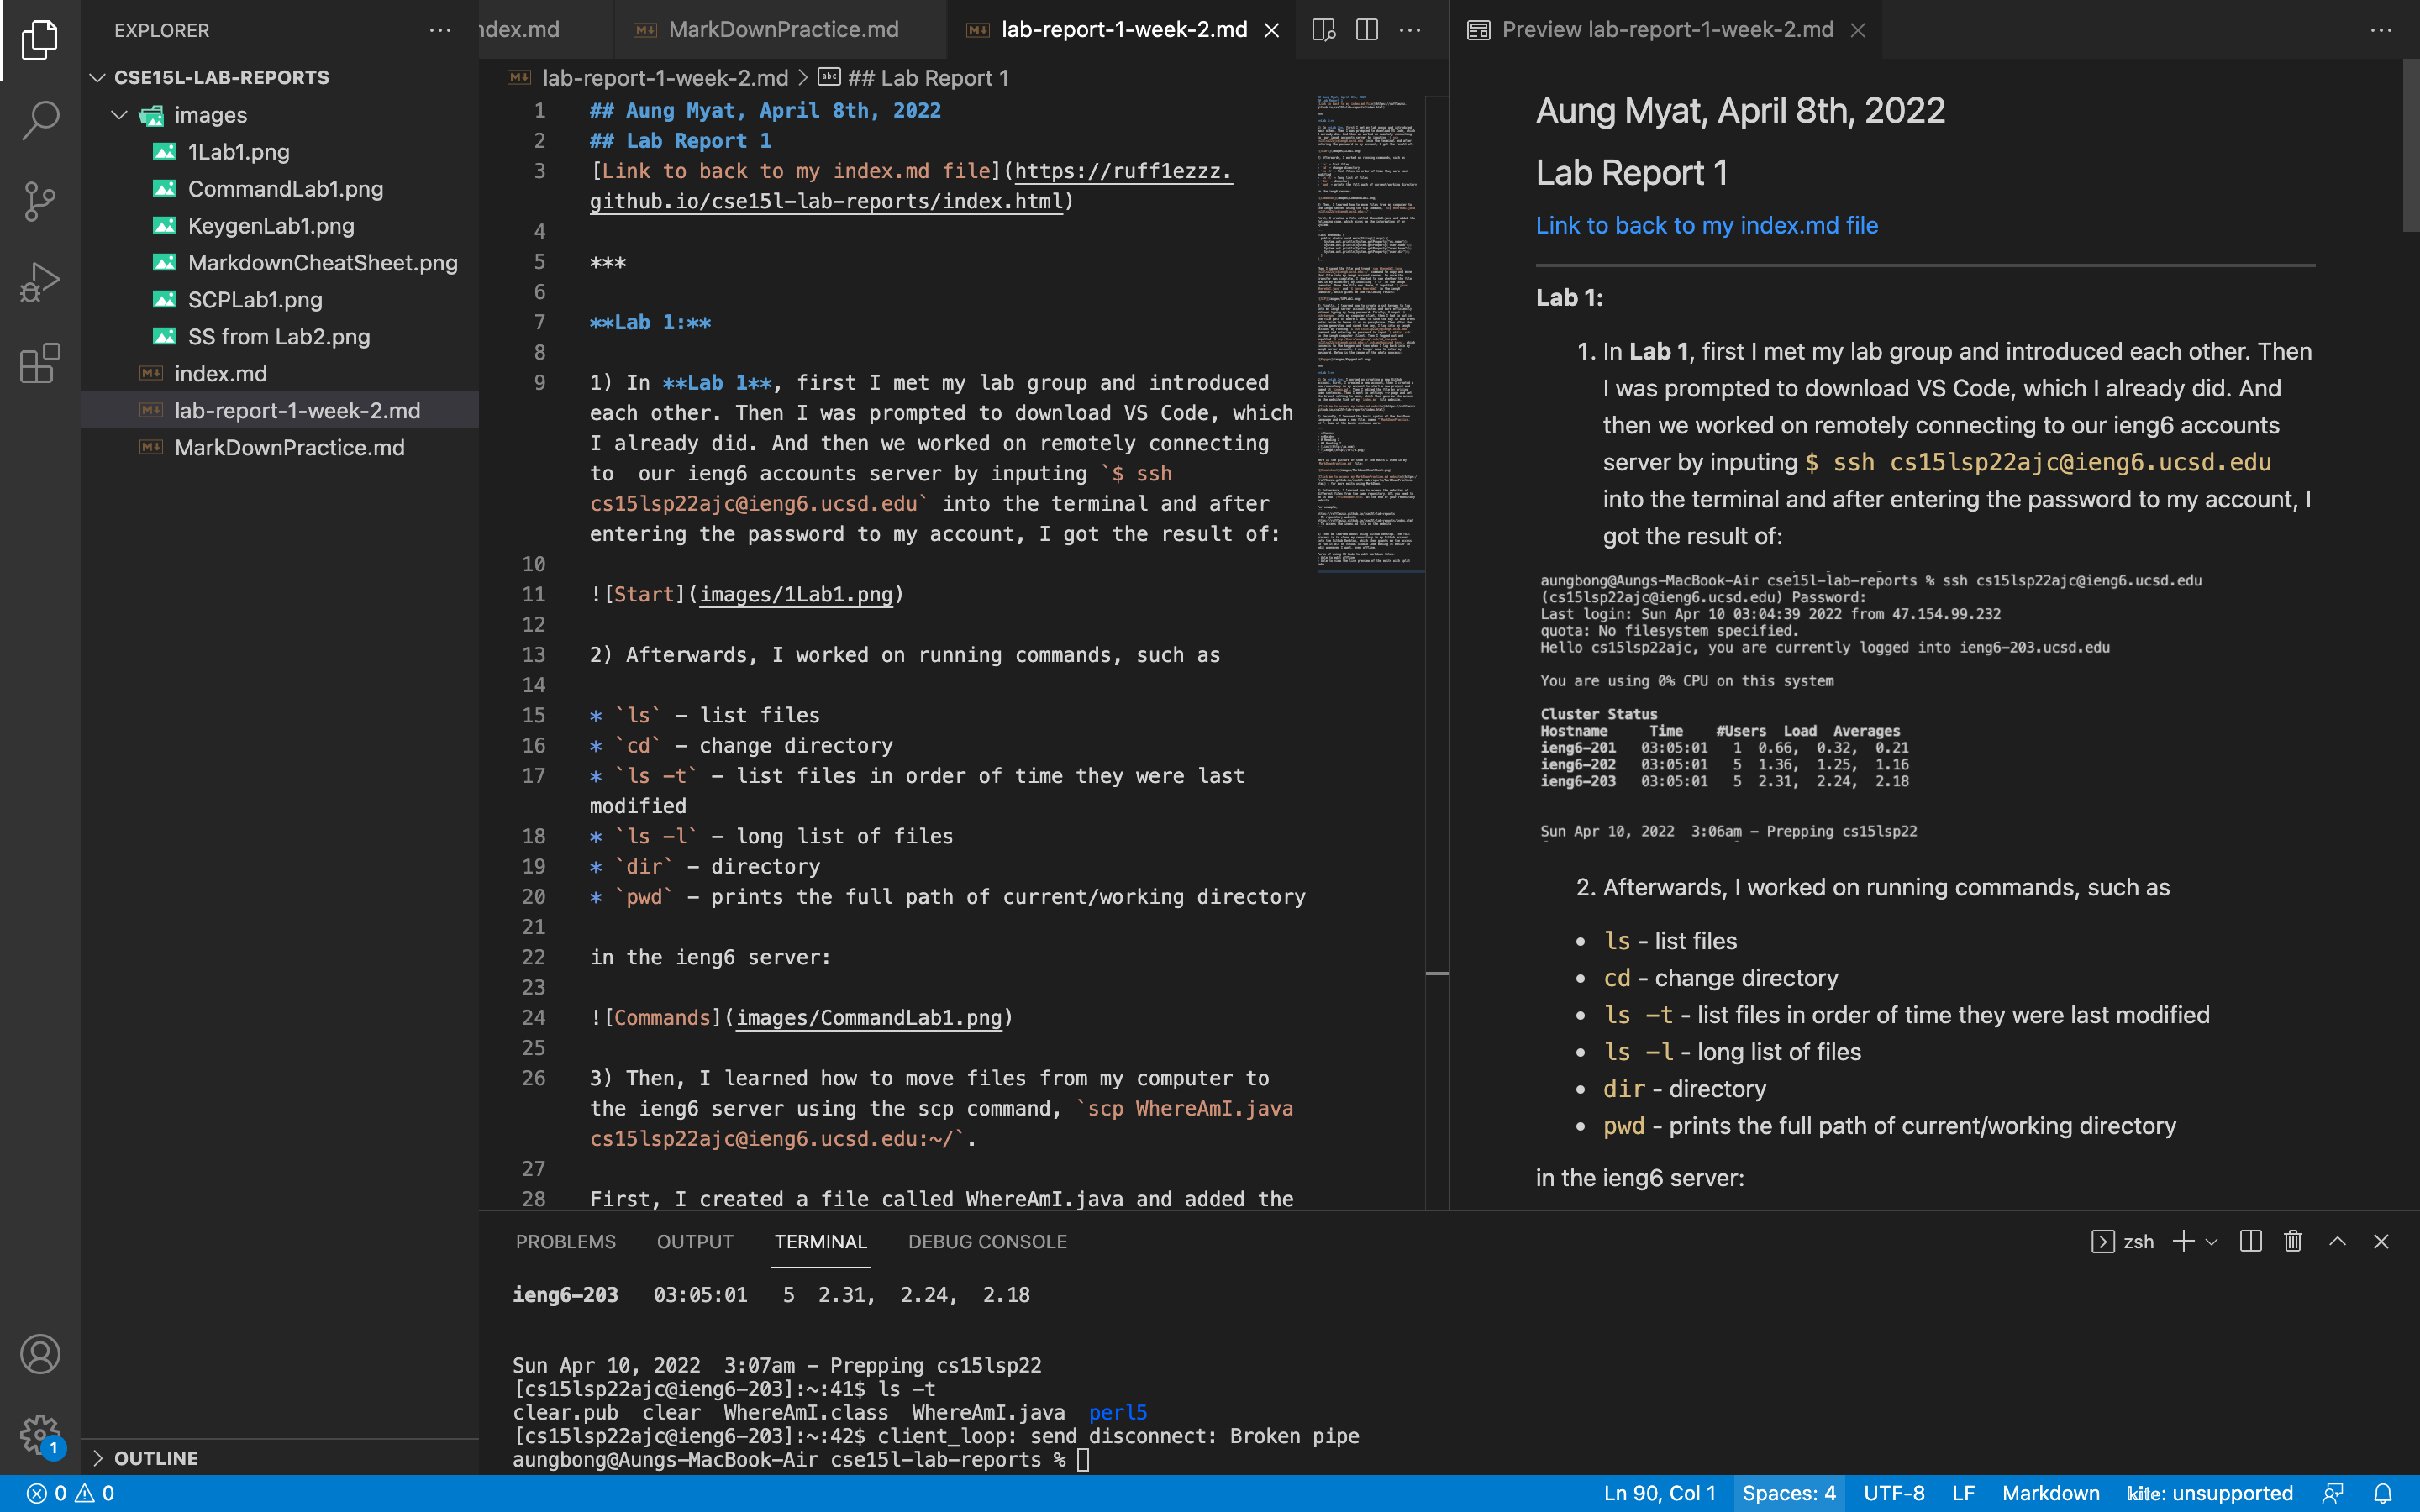 EXPLORER
CSE15L-LAB-REPORTS
images
1Lab1.png
CommandLab1.png
KeygenLab1.png
MarkdownCheatSheet.png
SCPLab1.png
SS from Lab2.png
index.md
lab-report-1-week-2.md
MarkDownPractice.md
OUTLINE
ndex.md
MarkDownPractice.md
lab-report-1-week-2.md
lab-report-1-week-2.md > ## Lab Report 1
1 ## Aung Myat, April 8th, 2022
2 ## Lab Report 1
3 [Link to back to my index.md file](https://ruff1ezzz.
github.io/cse15l-lab-reports/index.html)
4
5 ***
6
7 **Lab 1:**
8
9 1) In **Lab 1**, first I met my lab group and introduced
each other. Then I was prompted to download VS Code, which
I already did. And then we worked on remotely connecting
to  our ieng6 accounts server by inputing `$ ssh
cs15lsp22ajc@ieng6.ucsd.edu` into the terminal and after
entering the password to my account, I got the result of:
10
11 ![Start](images/1Lab1.png)
12
13 2) Afterwards, I worked on running commands, such as
14
15 * `ls` - list files
16 * `cd` - change directory
17 * `ls -t` - list files in order of time they were last
modified
18 * `ls -l` - long list of files
19 * `dir` - directory
20 * `pwd` - prints the full path of current/working directory
21
22 in the ieng6 server:
23
24 ![Commands](images/CommandLab1.png)
25
26 3) Then, I learned how to move files from my computer to
the ieng6 server using the scp command, `scp WhereAmI.java
cs15lsp22ajc@ieng6.ucsd.edu:~/`.
27
28 First, I created a file called WhereAmI.java and added the
Preview lab-report-1-week-2.md
Aung Myat, April 8th, 2022
Lab Report 1
Link to back to my index.md file
Lab 1:
1. In Lab 1, first I met my lab group and introduced each other. Then
I was prompted to download VS Code, which I already did. And
then we worked on remotely connecting to our ieng6 accounts
server by inputing $ ssh cs15lsp22ajc@ieng6.ucsd.edu
into the terminal and after entering the password to my account, I
got the result of:
aungbong@Aungs-MacBook-Air cse15l-lab-reports % ssh cs15lsp22ajc@ieng6.ucsd.edu
(cs15lsp22ajc@ieng6.ucsd.edu) Password:
Last login: Sun Apr 10 03:04:39 2022 from 47.154.99.232
quota: No filesystem specified.
Hello cs15lsp22ajc, you are currently logged into ieng6-203.ucsd.edu
You are using 0% CPU on this system
Cluster Status
Hostname Time #Users Load Averages
ieng6-201 03:05:01 1 0.66, 0.32, 0.21
ieng6-202 03:05:01 5 1.36, 1.25, 1.16
ieng6-203 03:05:01 5 2.31, 2.24, 2.18
Sun Apr 10, 2022 3:06am - Prepping cs15lsp22
2. Afterwards, I worked on running commands, such as
• ls - list files
• cd - change directory
• ls -t - list files in order of time they were last modified
• ls -l - long list of files
• dir - directory
• pwd - prints the full path of current/working directory
in the ieng6 server:
PROBLEMS OUTPUT TERMINAL DEBUG CONSOLE
zsh
ieng6-203 03:05:01 5 2.31, 2.24, 2.18
Sun Apr 10, 2022 3:07am - Prepping cs15lsp22
[cs15lsp22ajc@ieng6-203]:~:41$ ls -t
clear.pub clear WhereAmI.class WhereAmI.java perl5
[cs15lsp22ajc@ieng6-203]:~:42$ client_loop: send disconnect: Broken pipe
aungbong@Aungs-MacBook-Air cse15l-lab-reports %
1
0 0
Ln 90, Col 1 Spaces: 4 UTF-8 LF Markdown kite: unsupported